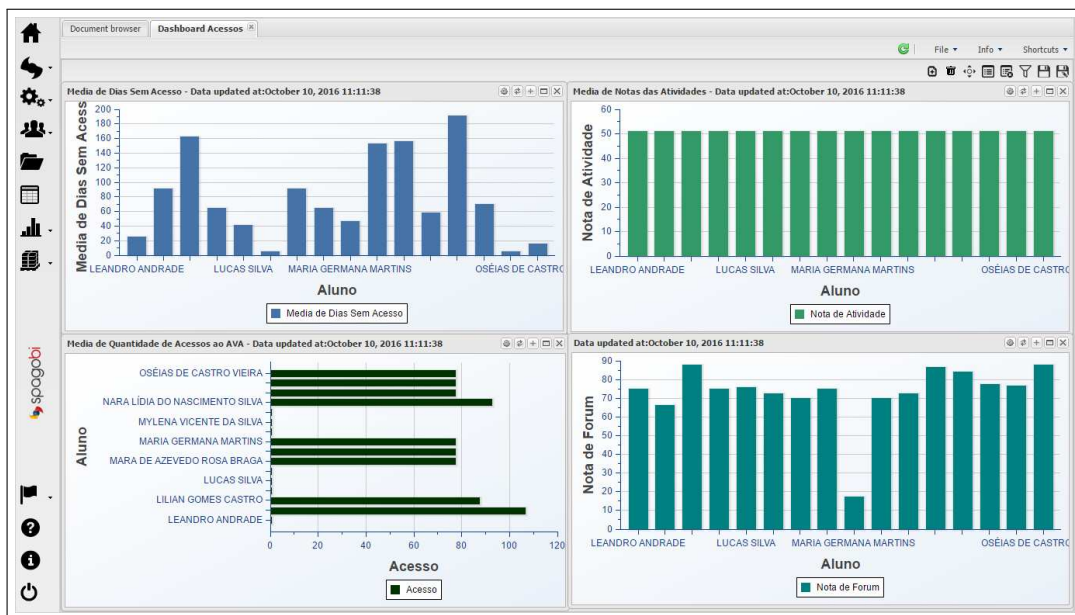 Document browser
Dashboard Acessos
File
Info
Shortcuts
Media de Dias Sem Acesso - Data updated at:October 10, 2016 11:11:38
Media de Dias Sem Acess
200
180
160
140
120
100
80
60
40
20
0
LEANDRO ANDRADE
LUCAS SILVA
MARIA GERMANA MARTINS
OSÉIAS DE CASTRO
Aluno
Media de Dias Sem Acesso
Media de Notas das Atividades - Data updated at:October 10, 2016 11:11:38
Nota de Atividade
60
50
40
30
20
10
0
LEANDRO ANDRADE
LUCAS SILVA
MARIA GERMANA MARTINS
OSÉIAS DE CASTRO
Aluno
Nota de Atividade
Media de Quantidade de Acessos ao AVA - Data updated at:October 10, 2016 11:11:38
Aluno
OSÉIAS DE CASTRO VIEIRA
NARA LÍDIA DO NASCIMENTO SILVA
MYLENA VICENTE DA SILVA
MARIA GERMANA MARTINS
MARA DE AZEVEDO ROSA BRAGA
LUCAS SILVA
LILIAN GOMES CASTRO
LEANDRO ANDRADE
0
20
40
60
80
100
120
Acesso
Acesso
Data updated at:October 10, 2016 11:11:38
Nota de Forum
90
80
70
60
50
40
30
20
10
0
LEANDRO ANDRADE
LUCAS SILVA
MARIA GERMANA MARTINS
OSÉIAS DE CASTRO
Aluno
Nota de Forum
spagobi